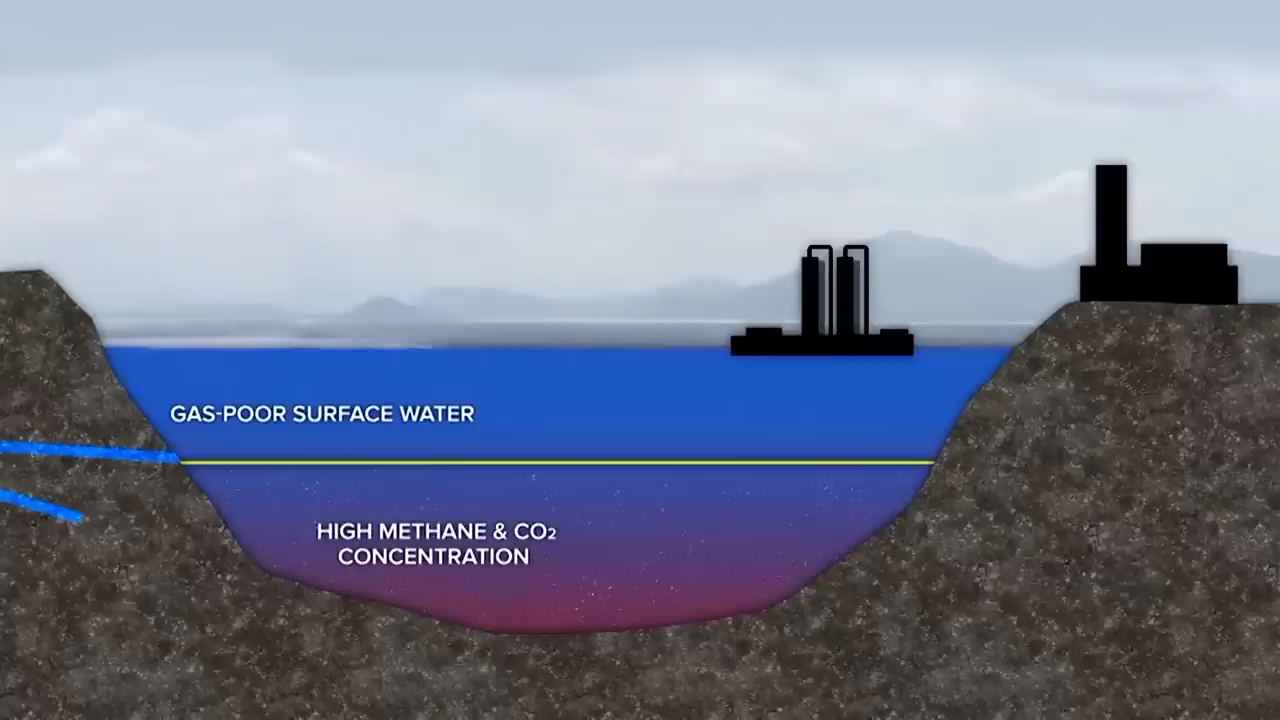 GAS-POOR SURFACE WATER
HIGH METHANE & CO₂
CONCENTRATION